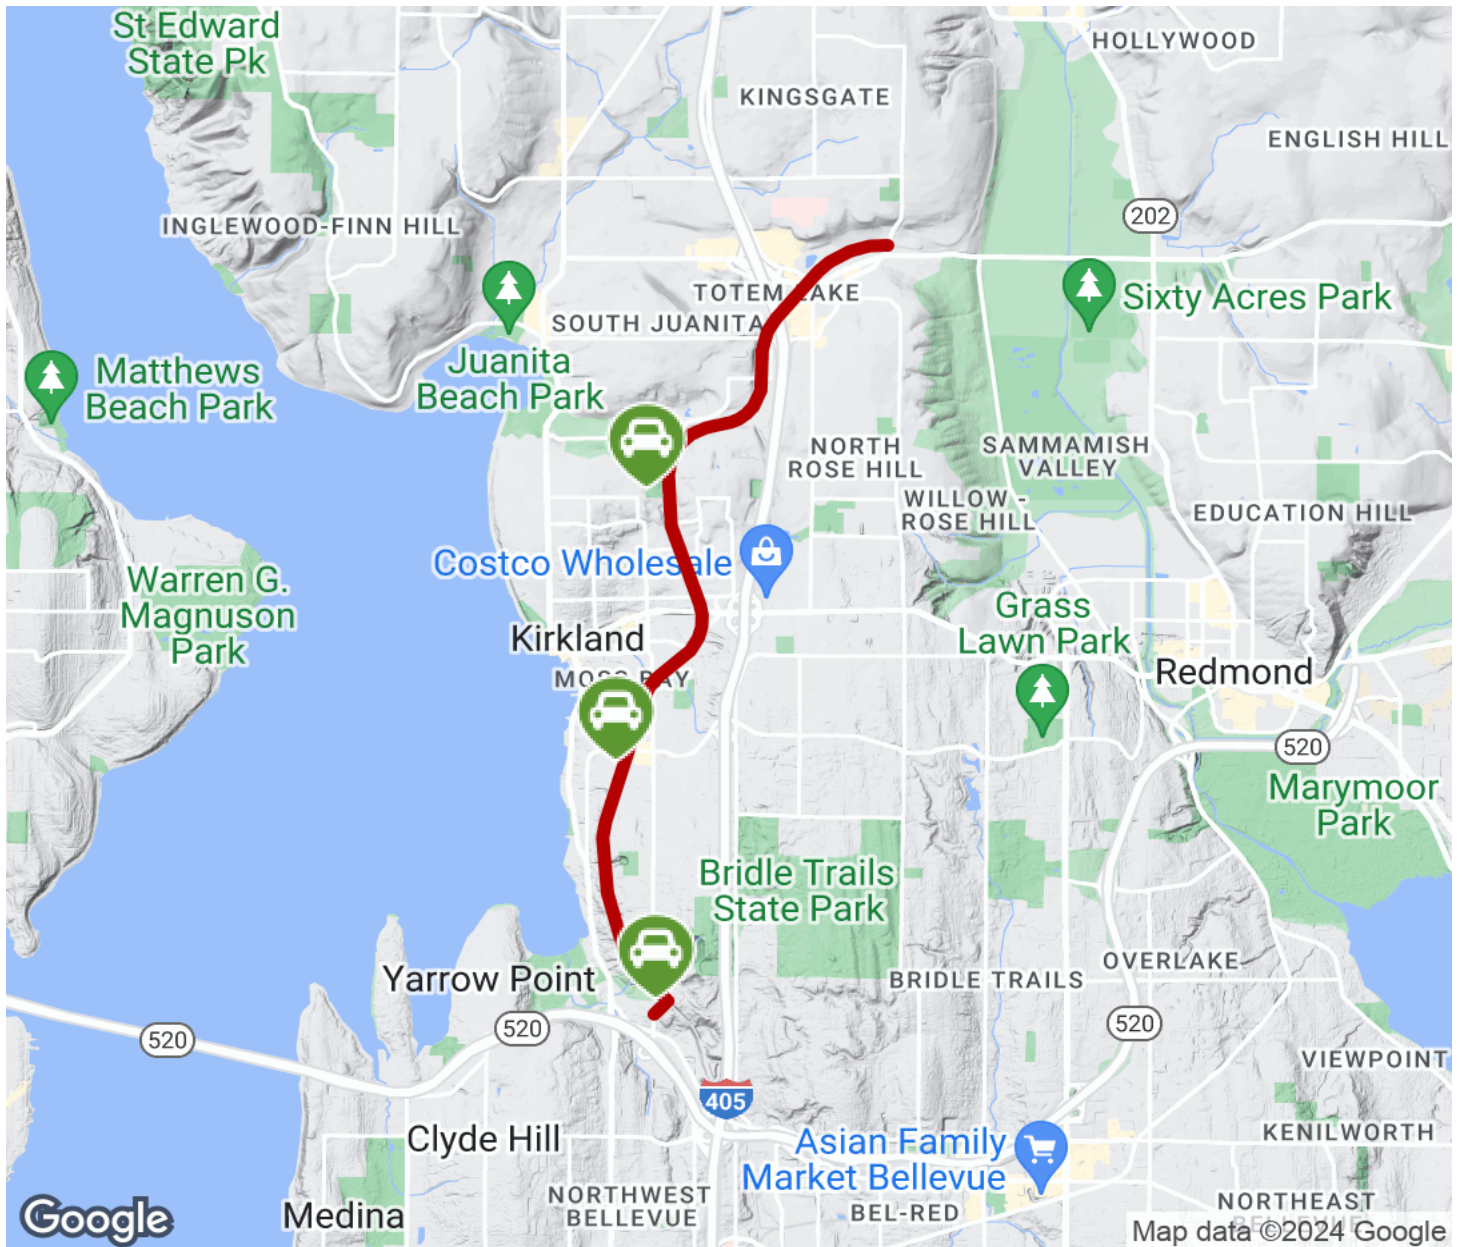 St Edward
State Pk
HOLLYWOOD
KINGSGATE
ENGLISH HILL
INGLEWOOD-FINN HILL
202
TOTEM LAKE
Sixty Acres Park
SOUTH JUANITA
Juanita
Beach Park
Matthews
Beach Park
NORTH
ROSE HILL
SAMMAMISH
VALLEY
WILLOW -
ROSE HILL
EDUCATION HILL
Costco Wholesale
Warren G.
Magnuson
Park
Grass
Lawn Park
Kirkland
MOSS BAY
Redmond
520
Marymoor
Park
Bridle Trails
State Park
Yarrow Point
BRIDLE TRAILS
OVERLAKE
520
520
520
VIEWPOINT
405
Clyde Hill
Asian Family
Market Bellevue
KENILWORTH
NORTHWEST
BELLEVUE
BEL-RED
NORTHEAST
BELLEVUE
Medina
Google
Map data ©2024 Google